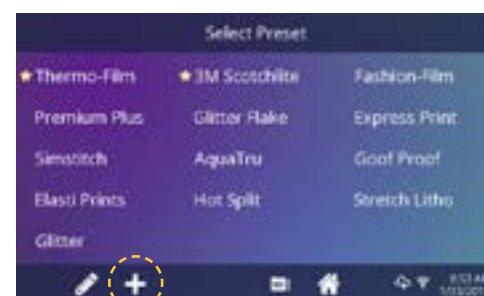 Select Preset
Thermo-Film 3M Scotchlite Fashion-Film
Premium Plus Glitter Flake Express Print
Simstitch AquaTru Goof Proof
Elasti Prints Hot Split Stretch Litho
Glitter